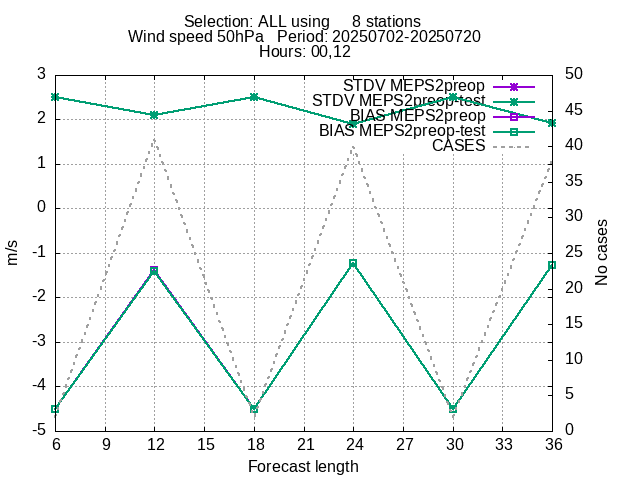 Selection: ALL using     8 stations
Wind speed 50hPa   Period: 20250702-20250720
Hours: 00,12
STDV MEPS2preop
STDV MEPS2preop-test
BIAS MEPS2preop
BIAS MEPS2preop-test
CASES
3
2
1
0
-1
-2
-3
-4
-5
m/s
50
45
40
35
30
25
20
15
10
5
0
No cases
6 9 12 15 18 21 24 27 30 33 36
Forecast length